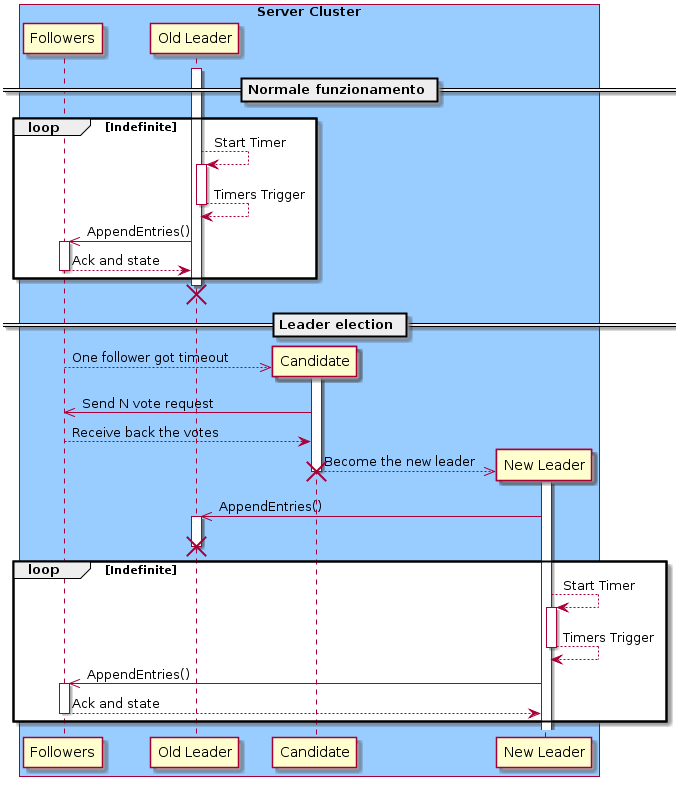 Server Cluster
Followers
Old Leader
Normale funzionamento
loop
[Indefinite]
Start Timer
Timers Trigger
AppendEntries()
Ack and state
Leader election
One follower got timeout
Candidate
Send N vote request
Receive back the votes
Become the new leader
New Leader
AppendEntries()
loop
[Indefinite]
Start Timer
Timers Trigger
AppendEntries()
Ack and state
Followers
Old Leader
Candidate
New Leader